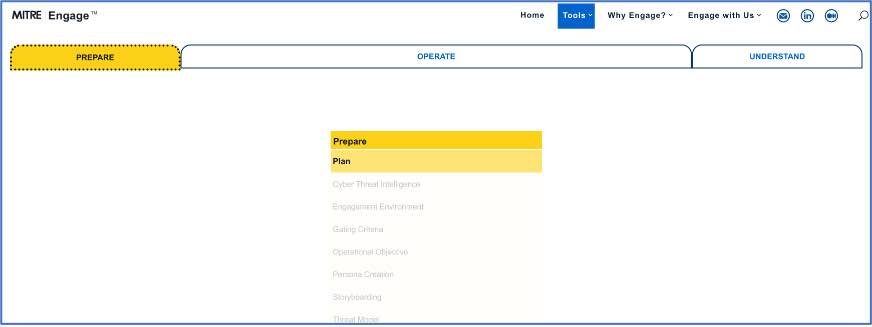 MITRE Engage™ Home Tools Why Engage? Engage with Us
PREPARE OPERATE UNDERSTAND
Prepare
Plan
Cyber Threat Intelligence
Engagement Environment
Gating Criteria
Operational Objective
Persona Creation
Storyboarding
Threat Model